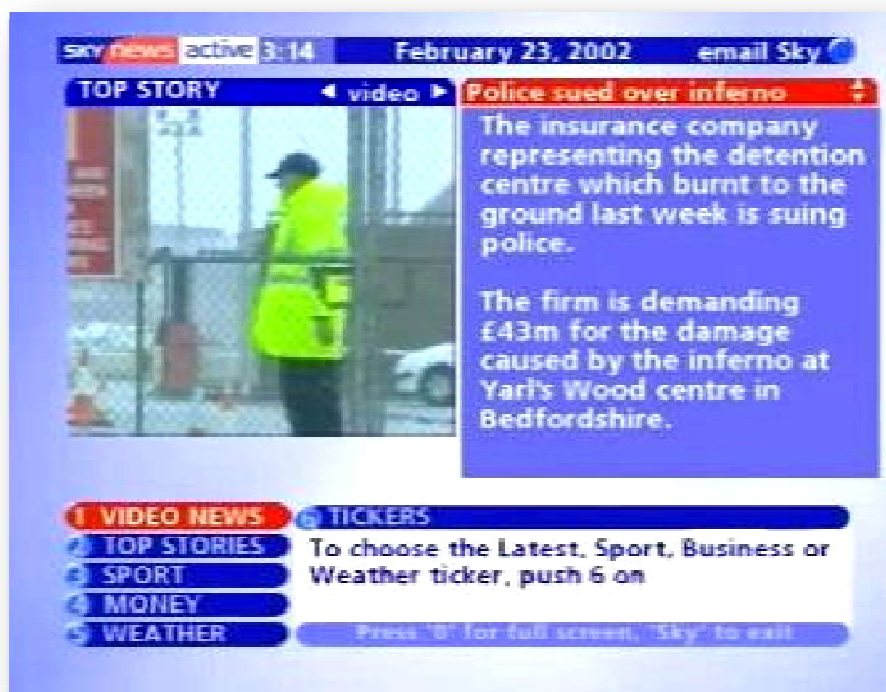 sky news active 3:14 February 23, 2002 email Sky
TOP STORY ◀ video ▶
Police sued over inferno
The insurance company
representing the detention
centre which burnt to the
ground last week is suing
police.
The firm is demanding
£43m for the damage
caused by the inferno at
Yarl's Wood centre in
Bedfordshire.
1 VIDEO NEWS
2 TOP STORIES
3 SPORT
4 MONEY
5 WEATHER
6 TICKERS
To choose the Latest, Sport, Business or
Weather ticker, push 6 on
Press '0' for full screen, 'Sky' to exit